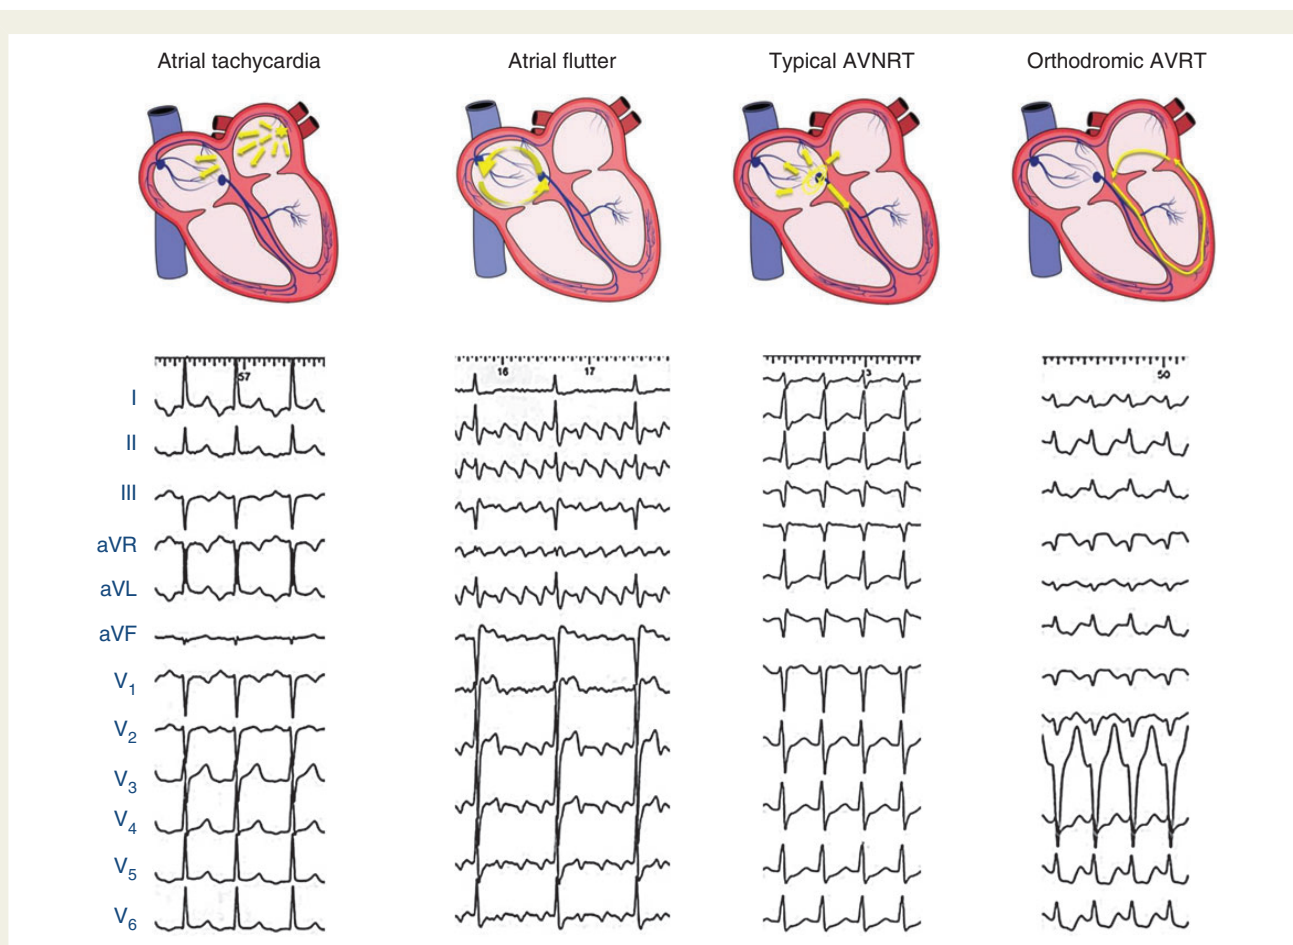 Atrial tachycardia Atrial flutter Typical AVNRT Orthodromic AVRT
57 16 17 3 50
I
II
III
aVR
aVL
aVF
V1
V2
V3
V4
V5
V6